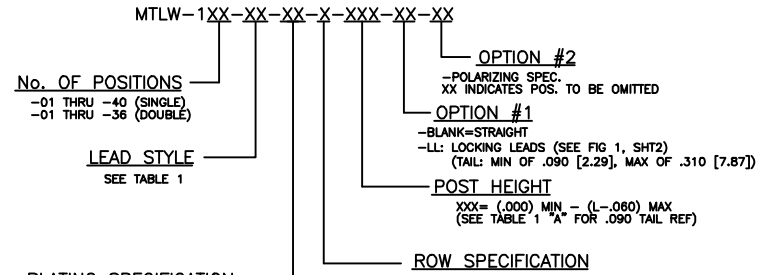 MTLW-1XX-XX-XX-X-XXX-XX-XX
OPTION #2
-POLARIZING SPEC.
XX INDICATES POS. TO BE OMITTED
No. OF POSITIONS
-01 THRU -40 (SINGLE)
-01 THRU -36 (DOUBLE)
OPTION #1
-BLANK=STRAIGHT
-LL: LOCKING LEADS (SEE FIG 1, SHT2)
(TAIL: MIN OF .090 [2.29], MAX OF .310 [7.87])
LEAD STYLE
SEE TABLE 1
POST HEIGHT
XXX= (.000) MIN - (L-.060) MAX
(SEE TABLE 1 "A" FOR .090 TAIL REF)
ROW SPECIFICATION
PLATING SPECIFICATION